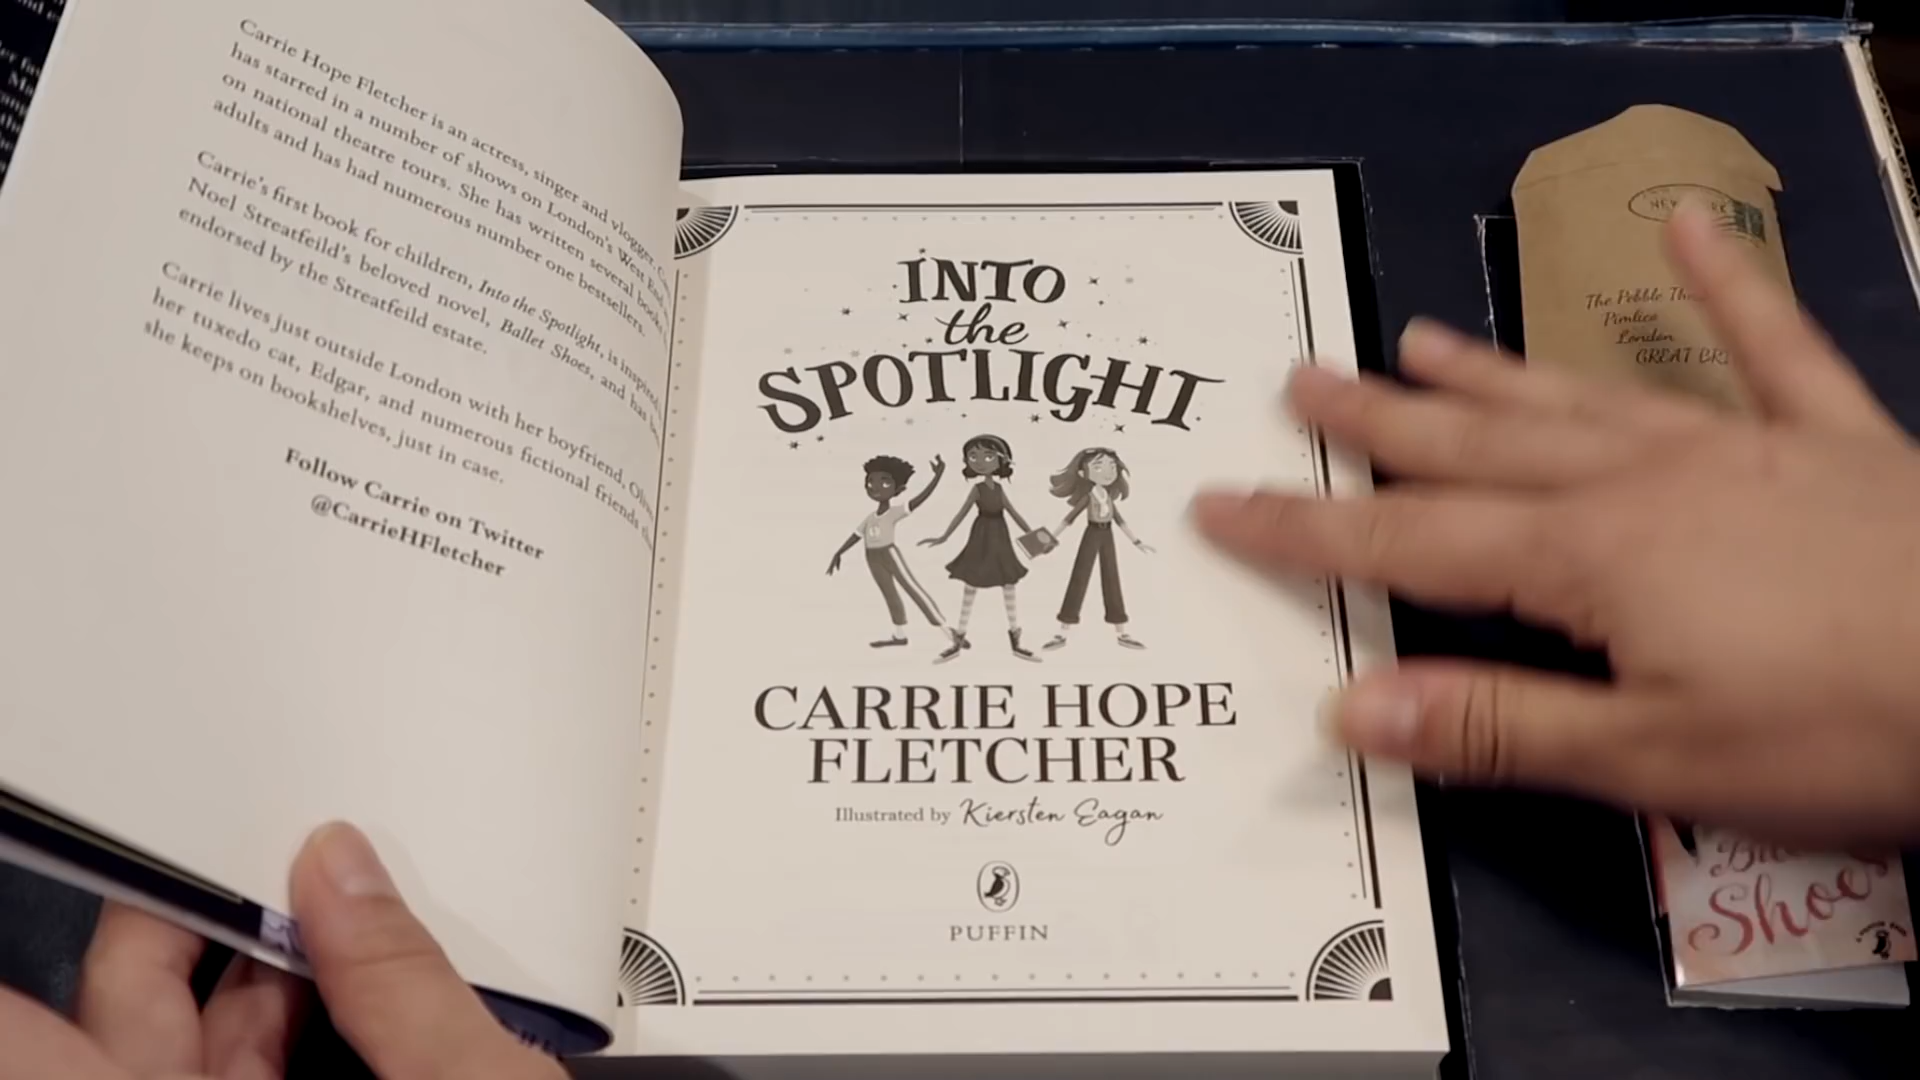 Carrie Hope Fletcher is an actress, singer and vlogger.
has starred in a number of shows on London's West End
on national theatre tours. She has written several books
adults and has had numerous number one bestsellers.
Carrie's first book for children, Into the Spotlight, is inspired
Noel Streatfeild's beloved novel, Ballet Shoes, and has
endorsed by the Streatfeild estate.
Carrie lives just outside London with her boyfriend,
her tuxedo cat, Edgar, and numerous fictional friends
she keeps on bookshelves, just in case.
Follow Carrie on Twitter
@CarrieHFletcher
INTO
the
SPOTLIGHT
CARRIE HOPE
FLETCHER
Illustrated by Kiersten Eagan
PUFFIN
NEW YORK
The Pebble
Pimlico
London
GREAT
Shoes